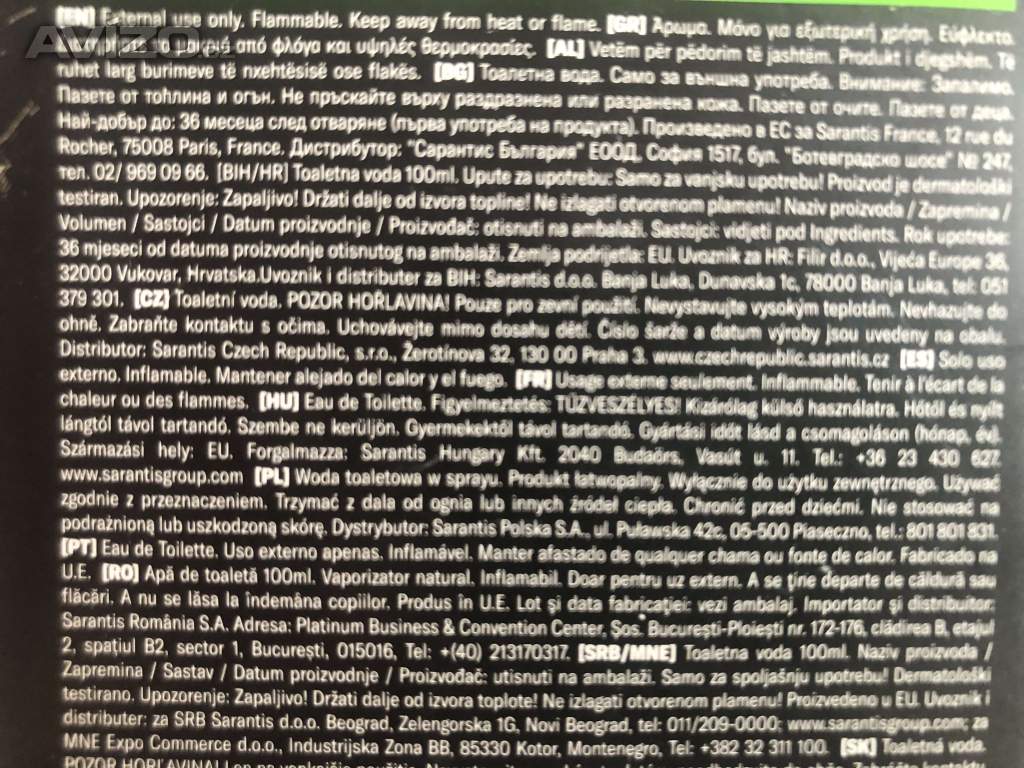 [EN] External use only. Flammable. Keep away from heat or flame. [GR] Άρωμα. Μόνο για εξωτερική χρήση. Εύφλεκτο.
από φλόγα και υψηλές θερμοκρασίες. [AL] Vetëm për pëdorim të jashtëm. Produkt i djegshëm. Të
ruhet larg burimeve të nxehtësisë ose flakës. [BG] Тоалетна вода. Само за външна употреба. Внимание: Запалимо.
Пазете от топлина и огън. Не пръскайте върху раздразнена или разранена кожа. Пазете от очите. Пазете от деца.
Най-добър до: 36 месеца след отваряне (първа употреба на продукта). Произведено в ЕС за Sarantis France, 12 rue du
Rocher, 75008 Paris, France. Дистрибутор: "Сарантис България" ЕООД, София 1517, бул. "Ботевградско шосе" № 247,
тел. 02/ 969 09 66. [BIH/HR] Toaletna voda 100ml. Upute za upotrebu: Samo za vanjsku upotrebu! Proizvod je dermatološki
testiran. Upozorenje: Zapaljivo! Držati dalje od izvora topline! Ne izlagati otvorenom plamenu! Naziv proizvoda / Zapremina /
Volumen / Sastojci / Datum proizvodnje / Proizvođač: otisnuti na ambalaži. Sastojci: vidjeti pod Ingredients. Rok upotrebe:
36 mjeseci od datuma proizvodnje otisnutog na ambalaži. Zemlja podrijetla: EU. Uvoznik za HR: Filir d.o.o., Vijeća Europe 36,
32000 Vukovar, Hrvatska.Uvoznik i distributer za BIH: Sarantis d.o.o. Banja Luka, Dunavska 1c, 78000 Banja Luka, tel: 051
379 301. [CZ] Toaletní voda. POZOR HOŘLAVINA! Pouze pro zevní použití. Nevystavujte vysokým teplotám. Nevhazujte do
ohně. Zabraňte kontaktu s očima. Uchovávejte mimo dosahu dětí. Číslo šarže a datum výroby jsou uvedeny na obalu.
Distributor: Sarantis Czech Republic, s.r.o., Žerotínova 32, 130 00 Praha 3, www.czechrepublic.sarantis.cz [ES] Solo uso
externo. Inflamable. Mantener alejado del calor y el fuego. [FR] Usage externe seulement. Inflammable. Tenir à l'écart de la
chaleur ou des flammes. [HU] Eau de Toilette. Figyelmeztetés: TŰZVESZÉLYES! Kizárólag külső használatra. Hőtől és nyílt
lángtól távol tartandó. Szembe ne kerüljön. Gyermekektől távol tartandó. Gyártási időt lásd a csomagoláson (hónap, év).
Származási hely: EU. Forgalmazza: Sarantis Hungary Kft. 2040 Budaörs, Vasút u. 11. Tel.: +36 23 430 627.
www.sarantisgroup.com [PL] Woda toaletowa w sprayu. Produkt łatwopalny. Wyłącznie do użytku zewnętrznego. Używać
zgodnie z przeznaczeniem. Trzymać z dala od ognia lub innych źródeł ciepła. Chronić przed dziećmi. Nie stosować na
podrażnioną lub uszkodzoną skórę. Dystrybutor: Sarantis Polska S.A., ul. Puławska 42c, 05-500 Piaseczno, tel.: 801 801 831.
[PT] Eau de Toilette. Uso externo apenas. Inflamável. Manter afastado de qualquer chama ou fonte de calor. Fabricado na
U.E. [RO] Apă de toaletă 100ml. Vaporizator natural. Inflamabil. Doar pentru uz extern. A se ţine departe de căldură sau
flăcări. A nu se lăsa la îndemâna copiilor. Produs în U.E. Lot şi data fabricaţiei: vezi ambalaj. Importator şi distribuitor:
Sarantis România S.A. Adresa: Platinum Business & Convention Center, Şos. Bucureşti-Ploieşti nr. 172-176, clădirea B, etajul
2, spaţiul B2, sector 1, Bucureşti, 015016, Tel: +(40) 213170317. [SRB/MNE] Toaletna voda 100ml. Naziv proizvoda /
Zapremina / Sastav / Datum proizvodnje / Proizvođač: utisnuti na ambalaži. Samo za spoljašnju upotrebu! Dermatološki
testirano. Upozorenje: Zapaljivo! Držati dalje od izvora toplote! Ne izlagati otvorenom plamenu! Proizvedeno u EU. Uvoznik i
distributer: za SRB Sarantis d.o.o. Beograd, Zelengorska 1G, Novi Beograd, tel: 011/209-0000; www.sarantisgroup.com; za
MNE Expo Commerce d.o.o., Industrijska Zona BB, 85330 Kotor, Montenegro, Tel: +382 32 311 100. [SK] Toaletná voda.
POZOR HORĽAVINA!